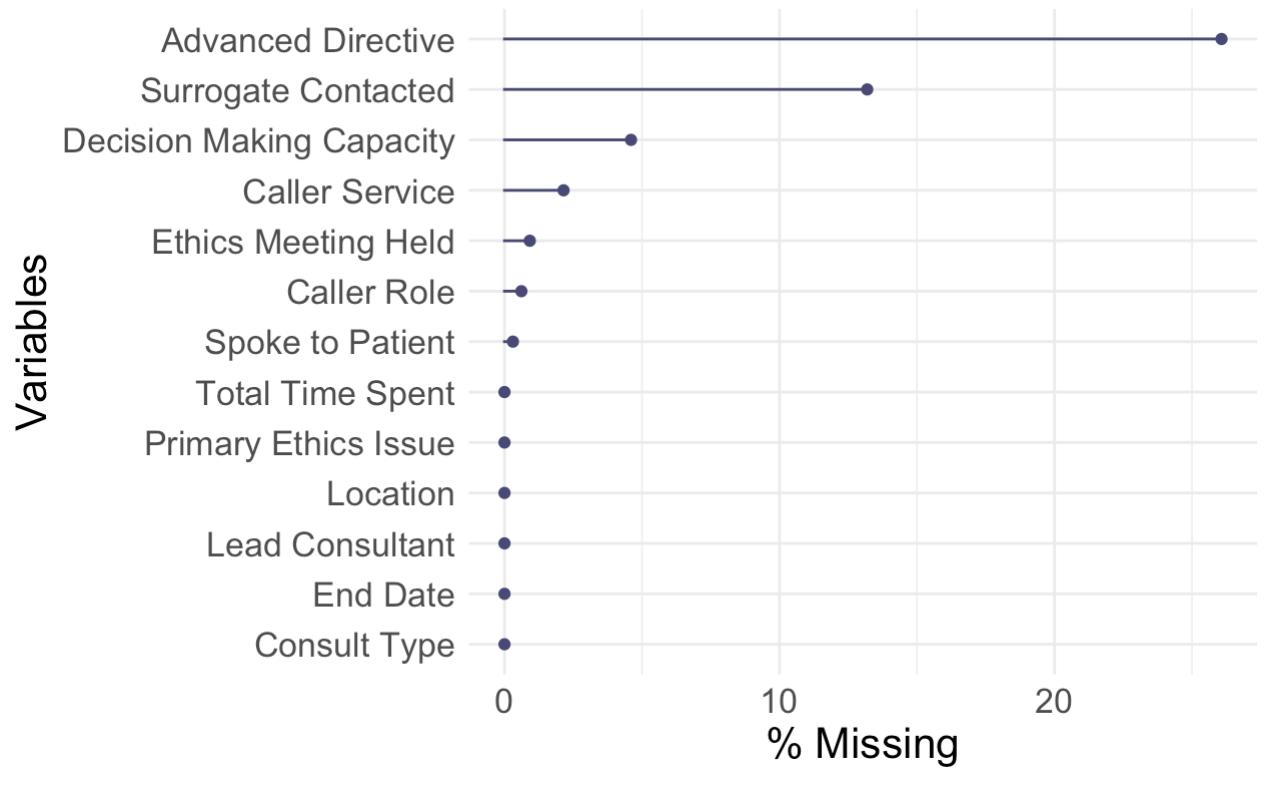 Advanced Directive
Surrogate Contacted
Decision Making Capacity
Caller Service
Ethics Meeting Held
Caller Role
Spoke to Patient
Total Time Spent
Primary Ethics Issue
Location
Lead Consultant
End Date
Consult Type
Variables
0 10 20
% Missing